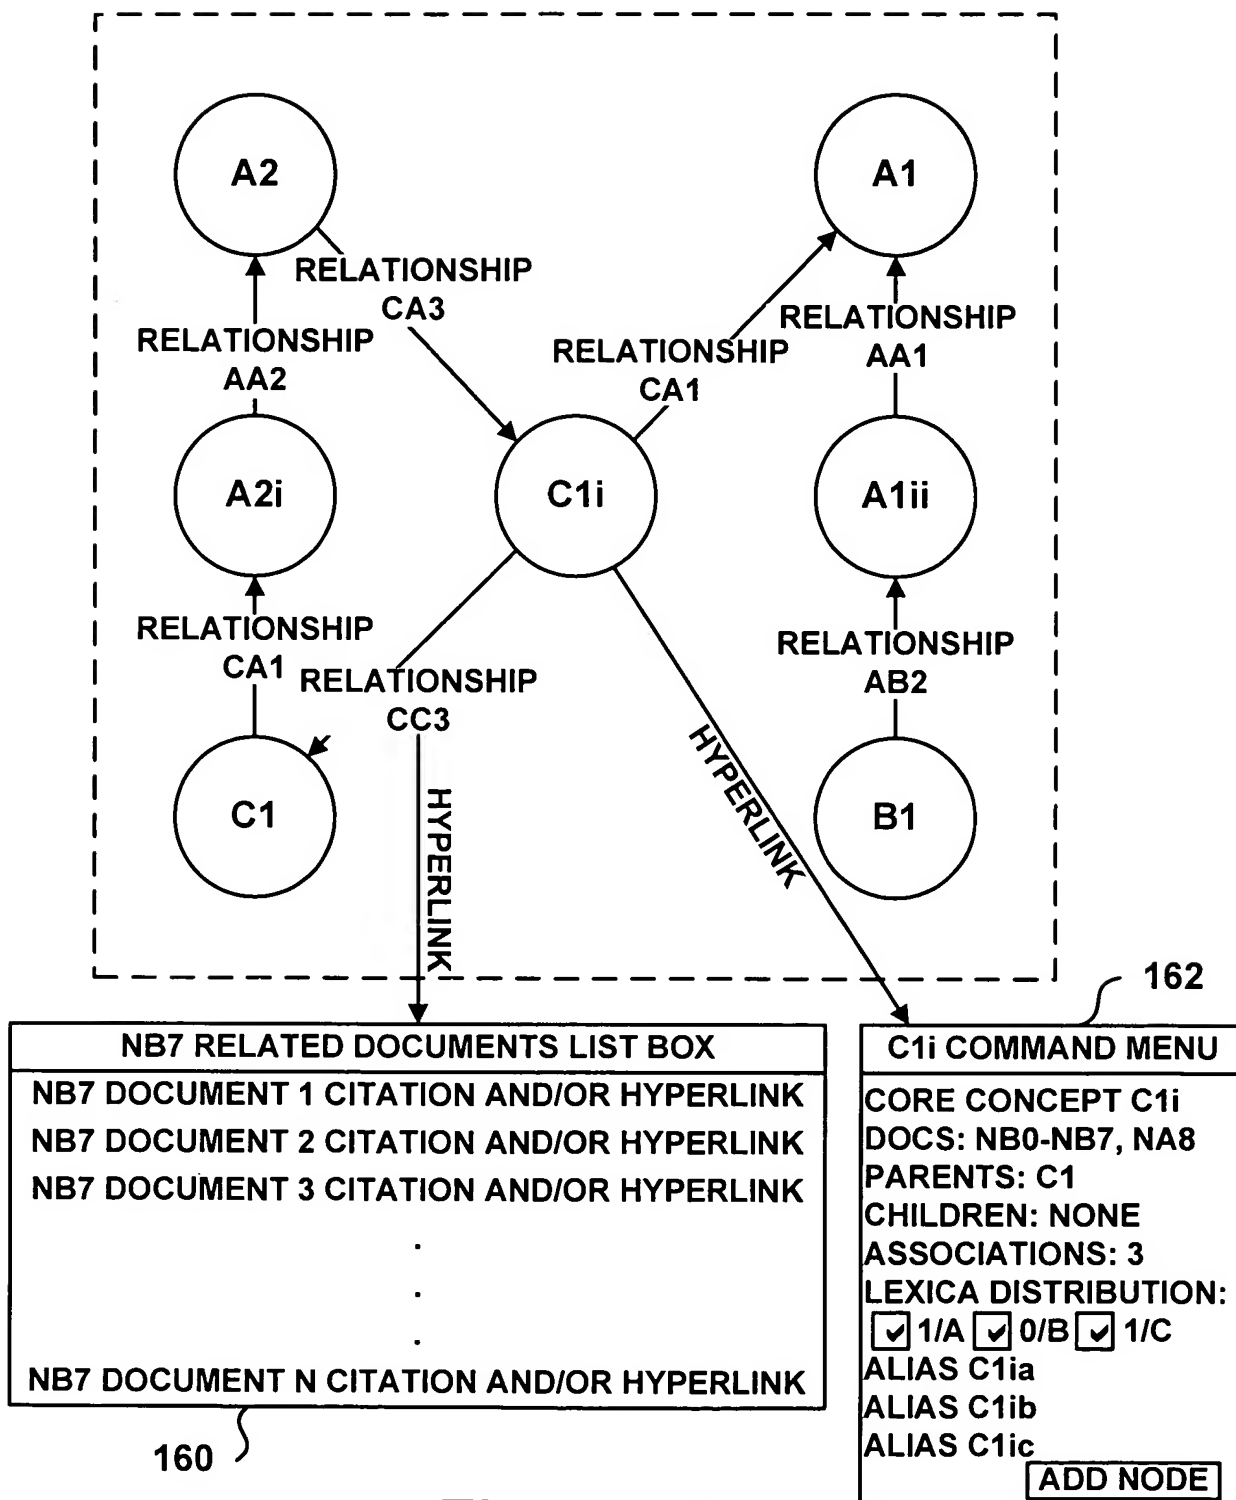 A2
A1
RELATIONSHIP
CA3
RELATIONSHIP
AA1
RELATIONSHIP
AA2
RELATIONSHIP
CA1
A2i
C1i
A1ii
RELATIONSHIP
CA1
RELATIONSHIP
CC3
RELATIONSHIP
AB2
C1
B1
HYPERLINK
HYPERLINK
162
NB7 RELATED DOCUMENTS LIST BOX
NB7 DOCUMENT 1 CITATION AND/OR HYPERLINK
NB7 DOCUMENT 2 CITATION AND/OR HYPERLINK
NB7 DOCUMENT 3 CITATION AND/OR HYPERLINK
.
.
.
NB7 DOCUMENT N CITATION AND/OR HYPERLINK
160
C1i COMMAND MENU
CORE CONCEPT C1i
DOCS: NB0-NB7, NA8
PARENTS: C1
CHILDREN: NONE
ASSOCIATIONS: 3
LEXICA DISTRIBUTION:
1/A 0/B 1/C
ALIAS C1ia
ALIAS C1ib
ALIAS C1ic
ADD NODE